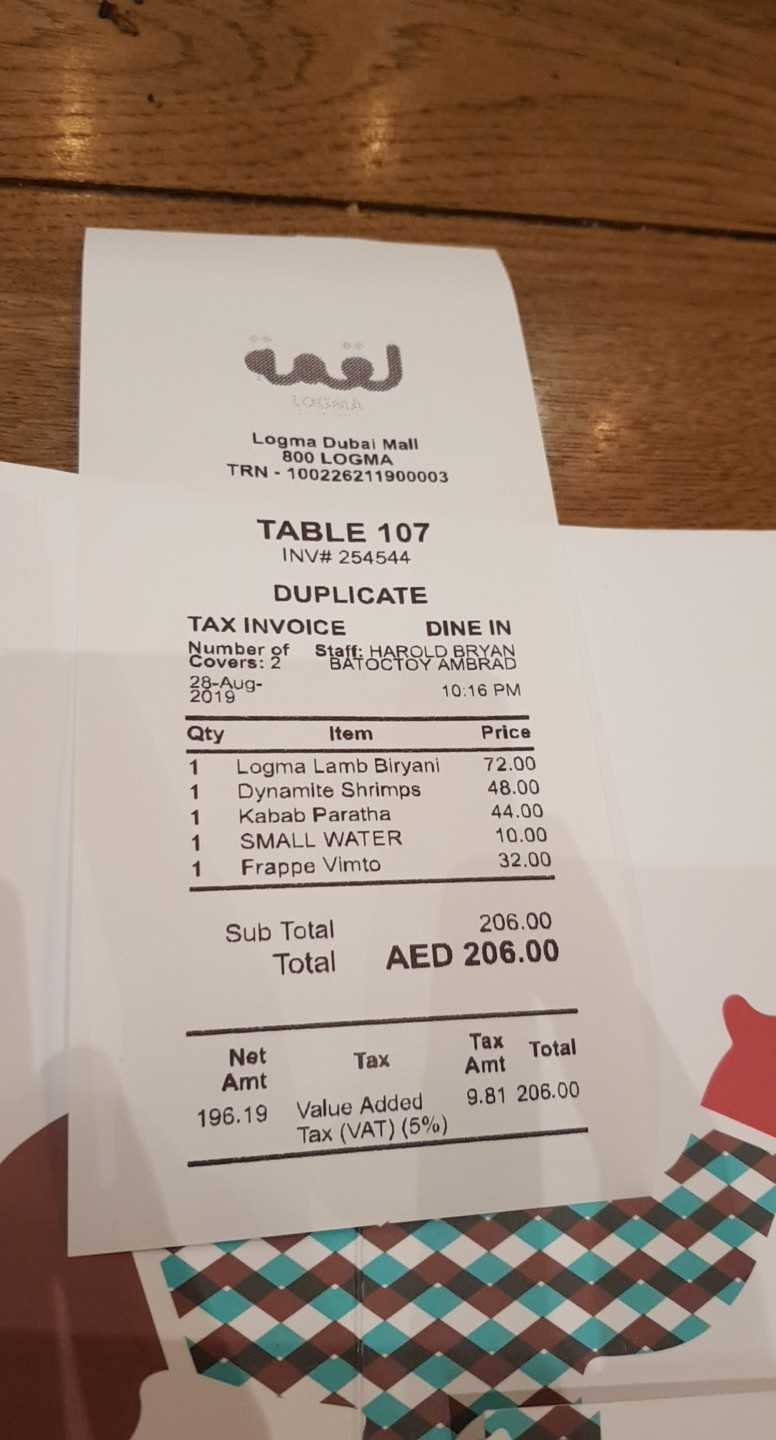 لقمة
LOGMA
Logma Dubai Mall
800 LOGMA
TRN - 100226211900003
TABLE 107
INV# 254544
DUPLICATE
TAX INVOICE DINE IN
Number of Covers: 2 Staff: HAROLD BRYAN BATOCTOY AMBRAD
28-Aug-2019 10:16 PM
Qty Item Price
1 Logma Lamb Biryani 72.00
1 Dynamite Shrimps 48.00
1 Kabab Paratha 44.00
1 SMALL WATER 10.00
1 Frappe Vimto 32.00
Sub Total 206.00
Total AED 206.00
Net Amt Tax Tax Amt Total
196.19 Value Added Tax (VAT) (5%) 9.81 206.00